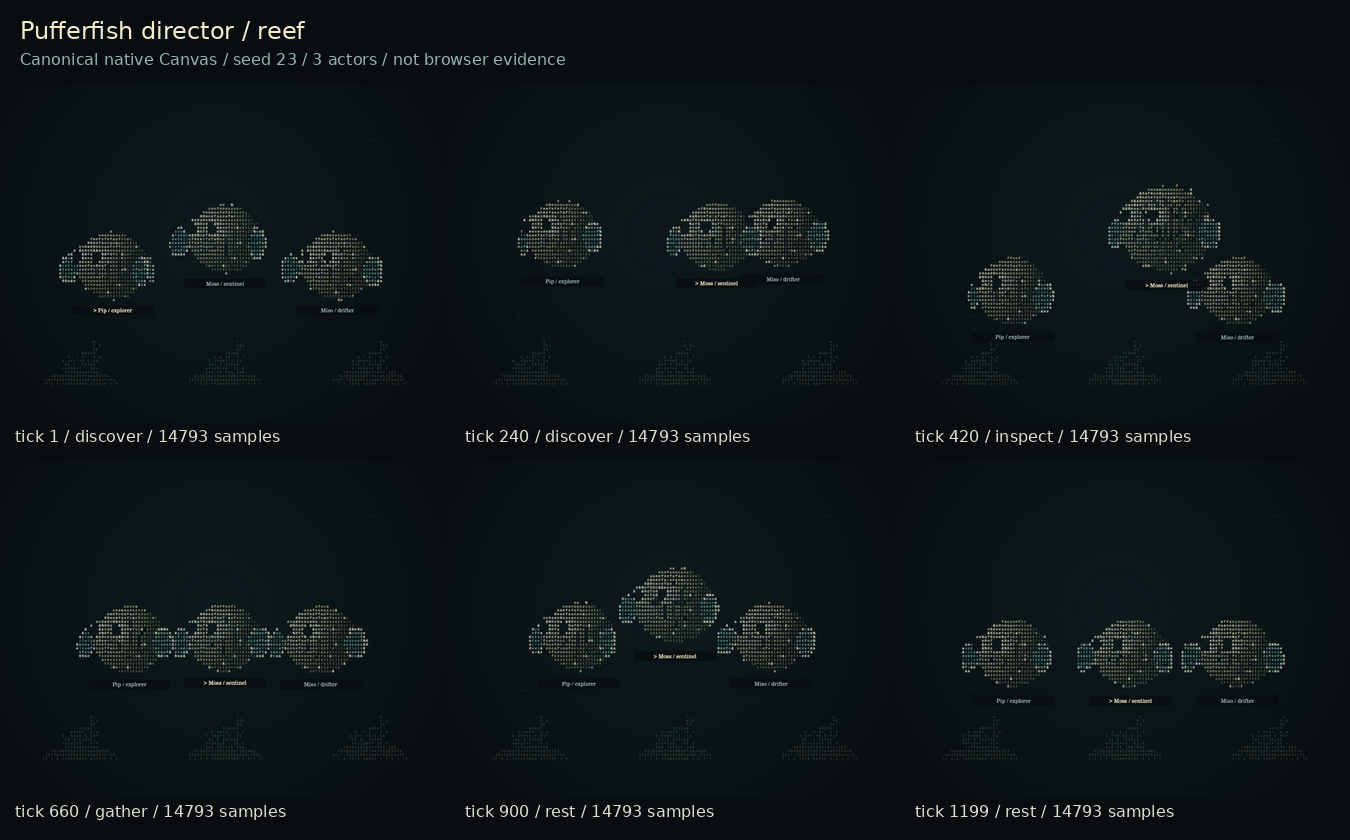 Pufferfish director / reef
Canonical native Canvas / seed 23 / 3 actors / not browser evidence
> Pip / explorer
Moss / sentinel
Miso / drifter
tick 1 / discover / 14793 samples
Pip / explorer
> Moss / sentinel
Miso / drifter
tick 240 / discover / 14793 samples
Pip / explorer
> Moss / sentinel
Miso / drifter
tick 420 / inspect / 14793 samples
Pip / explorer
> Moss / sentinel
Miso / drifter
tick 660 / gather / 14793 samples
Pip / explorer
> Moss / sentinel
Miso / drifter
tick 900 / rest / 14793 samples
Pip / explorer
> Moss / sentinel
Miso / drifter
tick 1199 / rest / 14793 samples